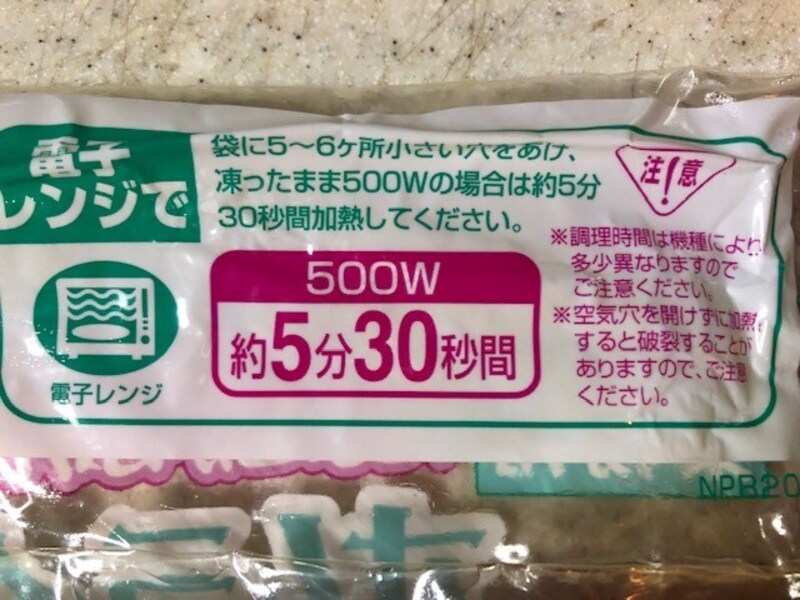 電子
レンジで
袋に5〜6ヶ所小さい穴をあけ、
凍ったまま500Wの場合は約5分
30秒間加熱してください。
500W
約5分30秒間
電子レンジ
注!意
※調理時間は機種により
多少異なりますので
ご注意ください。
※空気穴を開けずに加熱
すると破裂することが
ありますので、ご注意
ください。
NPR20